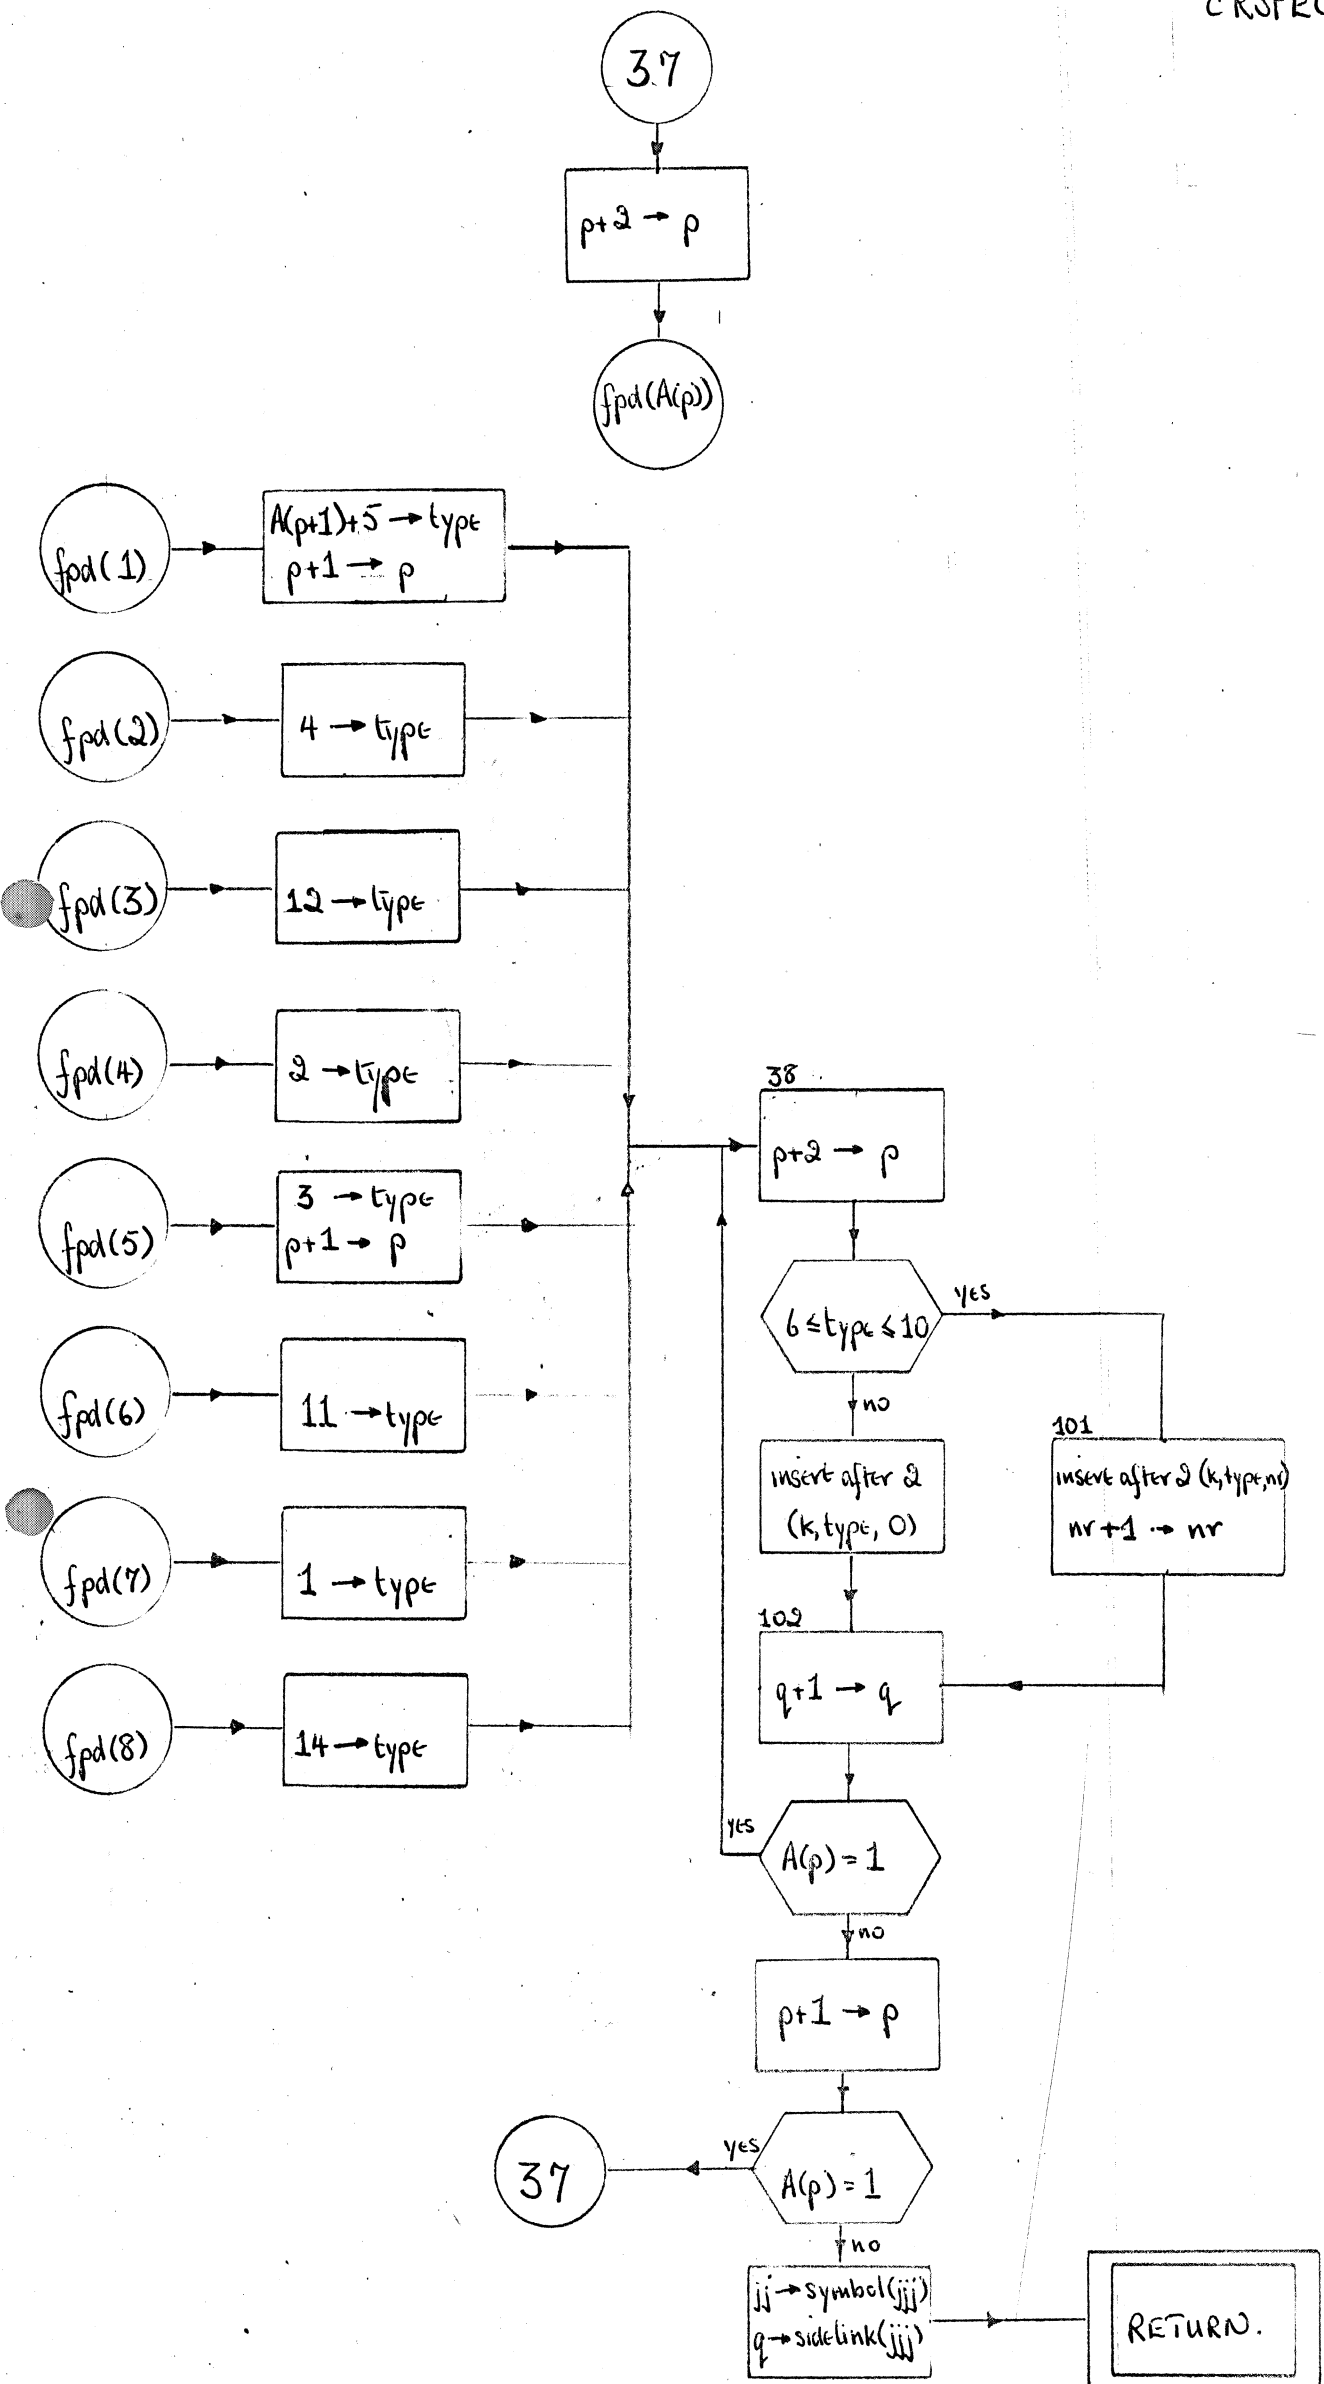 37
p+2 → p
fpd(A(p))
fpd(1)
A(p+1)+5 → type
p+1 → p
fpd(2)
4 → type
fpd(3)
12 → type
fpd(4)
2 → type
38
p+2 → p
fpd(5)
3 → type
p+1 → p
6 ≤ type ≤ 10
yes
no
fpd(6)
11 → type
insert after 2
(k, type, 0)
101
insert after 2 (k, type, nr)
nr+1 → nr
fpd(7)
1 → type
102
q+1 → q
fpd(8)
14 → type
yes
A(p) = 1
no
p+1 → p
37
yes
A(p) = 1
no
jj → symbol(jjj)
q → sidelink(jjj)
RETURN.